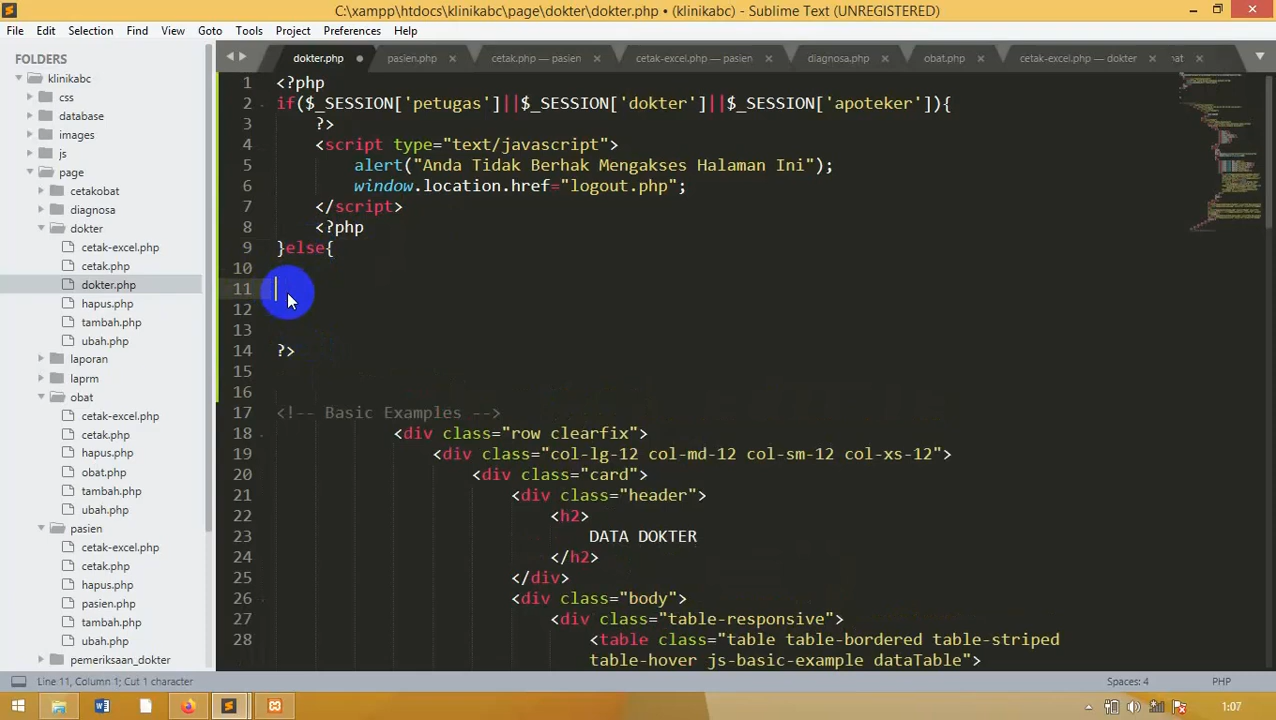 C:\xampp\htdocs\klinikabc\page\dokter\dokter.php • (klinikabc) - Sublime Text (UNREGISTERED)
File Edit Selection Find View Goto Tools Project Preferences Help
FOLDERS
klinikabc
css
database
images
js
page
cetakobat
diagnosa
dokter
cetak-excel.php
cetak.php
dokter.php
hapus.php
tambah.php
ubah.php
laporan
laprm
obat
cetak-excel.php
cetak.php
hapus.php
obat.php
tambah.php
ubah.php
pasien
cetak-excel.php
cetak.php
hapus.php
pasien.php
tambah.php
ubah.php
pemeriksaan_dokter
dokter.php pasien.php cetak.php — pasien cetak-excel.php — pasien diagnosa.php obat.php cetak-excel.php — dokter
1 <?php
2 if($_SESSION['petugas']||$_SESSION['dokter']||$_SESSION['apoteker']){
3 ?>
4 <script type="text/javascript">
5 alert("Anda Tidak Berhak Mengakses Halaman Ini");
6 window.location.href="logout.php";
7 </script>
8 <?php
9 }else{
10
11
12
13
14 ?>
15
16
17 <!-- Basic Examples -->
18 <div class="row clearfix">
19 <div class="col-lg-12 col-md-12 col-sm-12 col-xs-12">
20 <div class="card">
21 <div class="header">
22 <h2>
23 DATA DOKTER
24 </h2>
25 </div>
26 <div class="body">
27 <div class="table-responsive">
28 <table class="table table-bordered table-striped
table-hover js-basic-example dataTable">
Line 11, Column 1; Cut 1 character
Spaces: 4
PHP
1:07